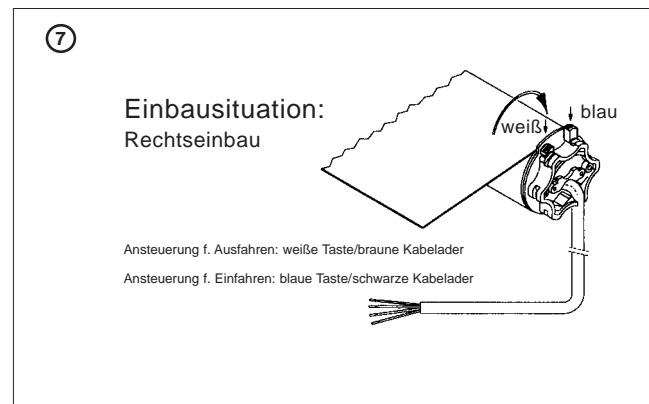 7
Einbausituation:
Rechtseinbau
blau
weiß
Ansteuerung f. Ausfahren: weiße Taste/braune Kabelader
Ansteuerung f. Einfahren: blaue Taste/schwarze Kabelader